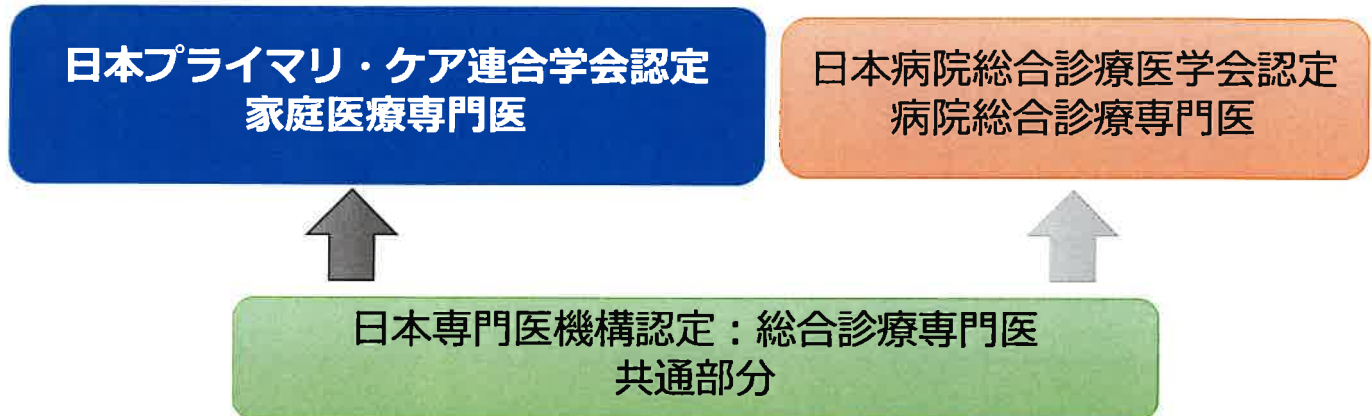 日本プライマリ・ケア連合学会認定
家庭医療専門医
日本病院総合診療医学会認定
病院総合診療専門医
日本専門医機構認定：総合診療専門医
共通部分